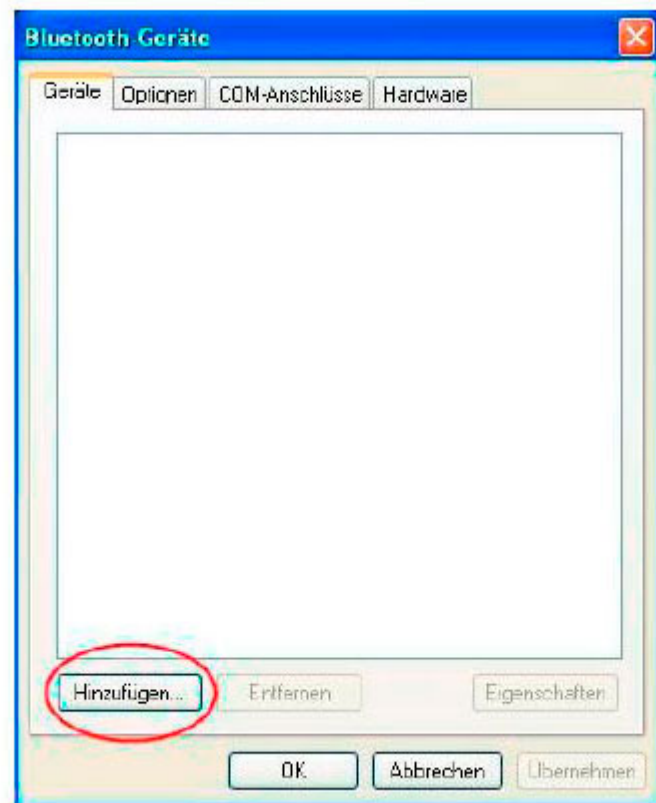 Bluetooth-Geräte
Geräte Optionen COM-Anschlüsse Hardware
Hinzufügen... Entfernen Eigenschaften
OK Abbrechen Übernehmen